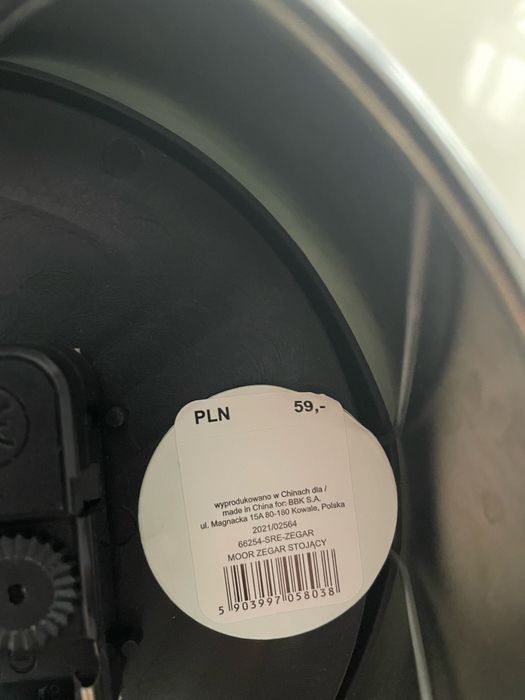 PLN 59,-
wyprodukowano w Chinach dla /
made in China for: BBK S.A.
ul. Magnacka 15A 80-180 Kowale, Polska
2021/02564
66254-SRE-ZEGAR
MOOR ZEGAR STOJĄCY
5 903997 058038